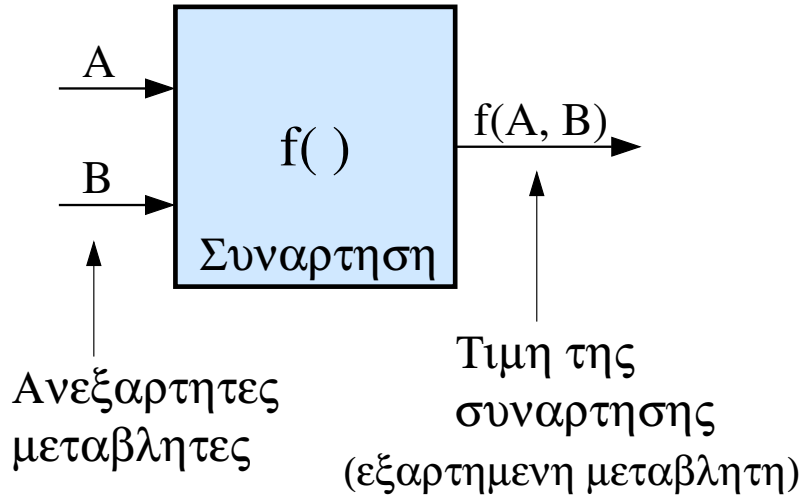 A
B
f( )
Συναρτηση
f(A, B)
Ανεξαρτητες
μεταβλητες
Τιμη της
συναρτησης
(εξαρτημενη μεταβλητη)